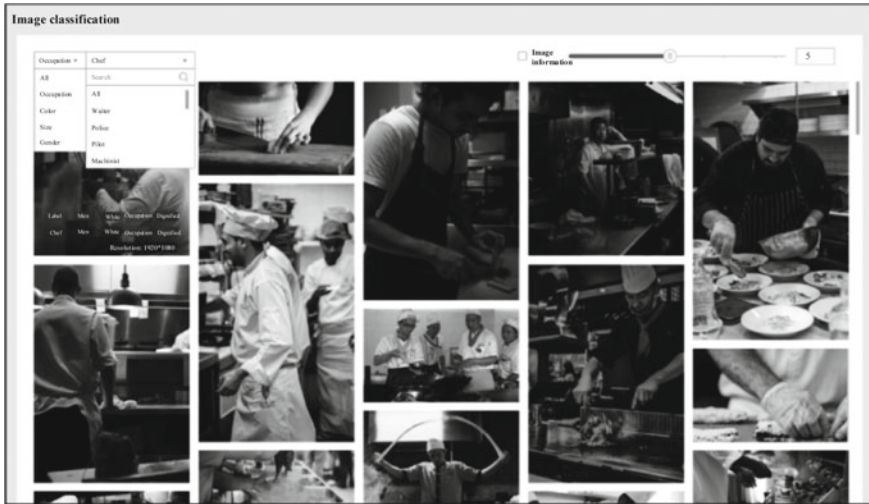 Image classification
Occupation Chef
Image information 5
All Search
Occupation All
Color Waiter
Size Police
Gender Pilot
Machinist
Label Men White Occupation Dignified
Chef Men White Occupation Dignified
Resolution: 1920*1080